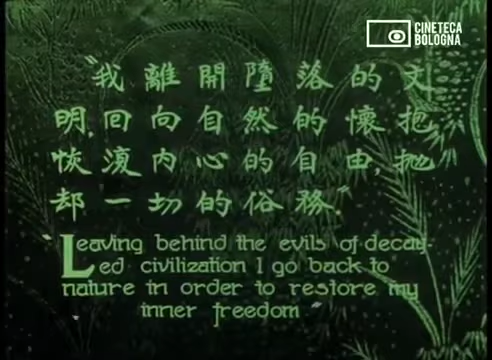 CINETECA
BOLOGNA
"我離開墮落的文
明,回向自然的懷抱,
恢復內心的自由,拋
却一切的俗務."
"Leaving behind the evils of decay-
ed civilization I go back to
nature in order to restore my
inner freedom"